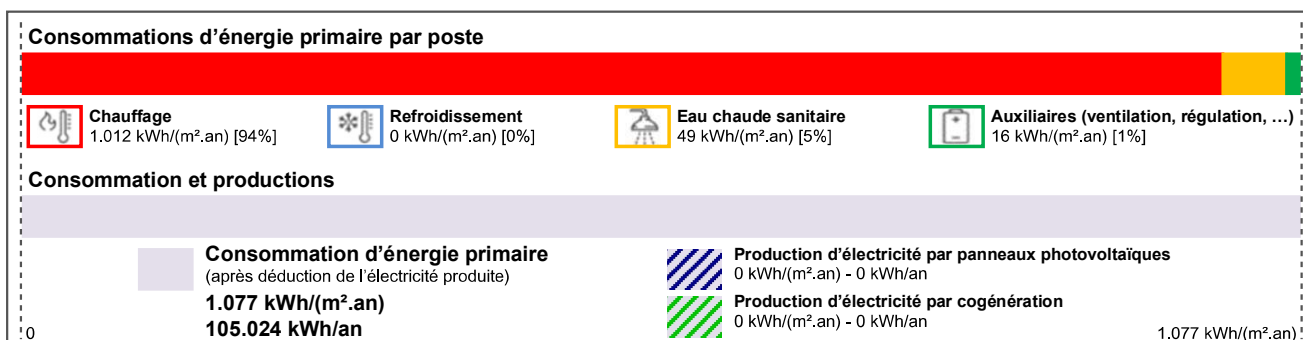 Consommations d'énergie primaire par poste
Chauffage
1.012 kWh/(m².an) [94%]
Refroidissement
0 kWh/(m².an) [0%]
Eau chaude sanitaire
49 kWh/(m².an) [5%]
Auxiliaires (ventilation, régulation, …)
16 kWh/(m².an) [1%]
Consommation et productions
Consommation d'énergie primaire
(après déduction de l'électricité produite)
1.077 kWh/(m².an)
105.024 kWh/an
Production d'électricité par panneaux photovoltaïques
0 kWh/(m².an) - 0 kWh/an
Production d'électricité par cogénération
0 kWh/(m².an) - 0 kWh/an
0
1.077 kWh/(m².an)